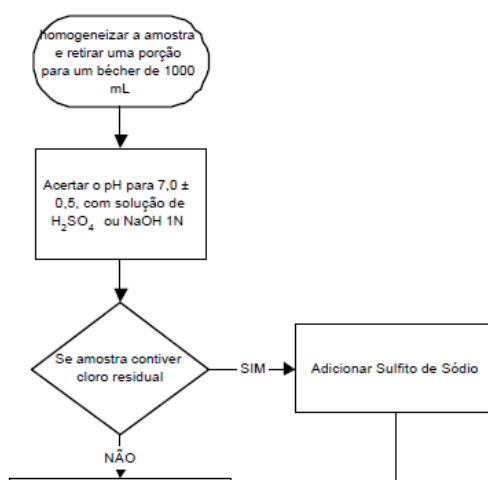 homogeneizar a amostra
e retirar uma porção
para um bécher de 1000
mL
Acertar o pH para 7,0 ±
0,5, com solução de
H₂SO₄ ou NaOH 1N
Se amostra contiver
cloro residual
SIM
Adicionar Sulfito de Sódio
NÃO